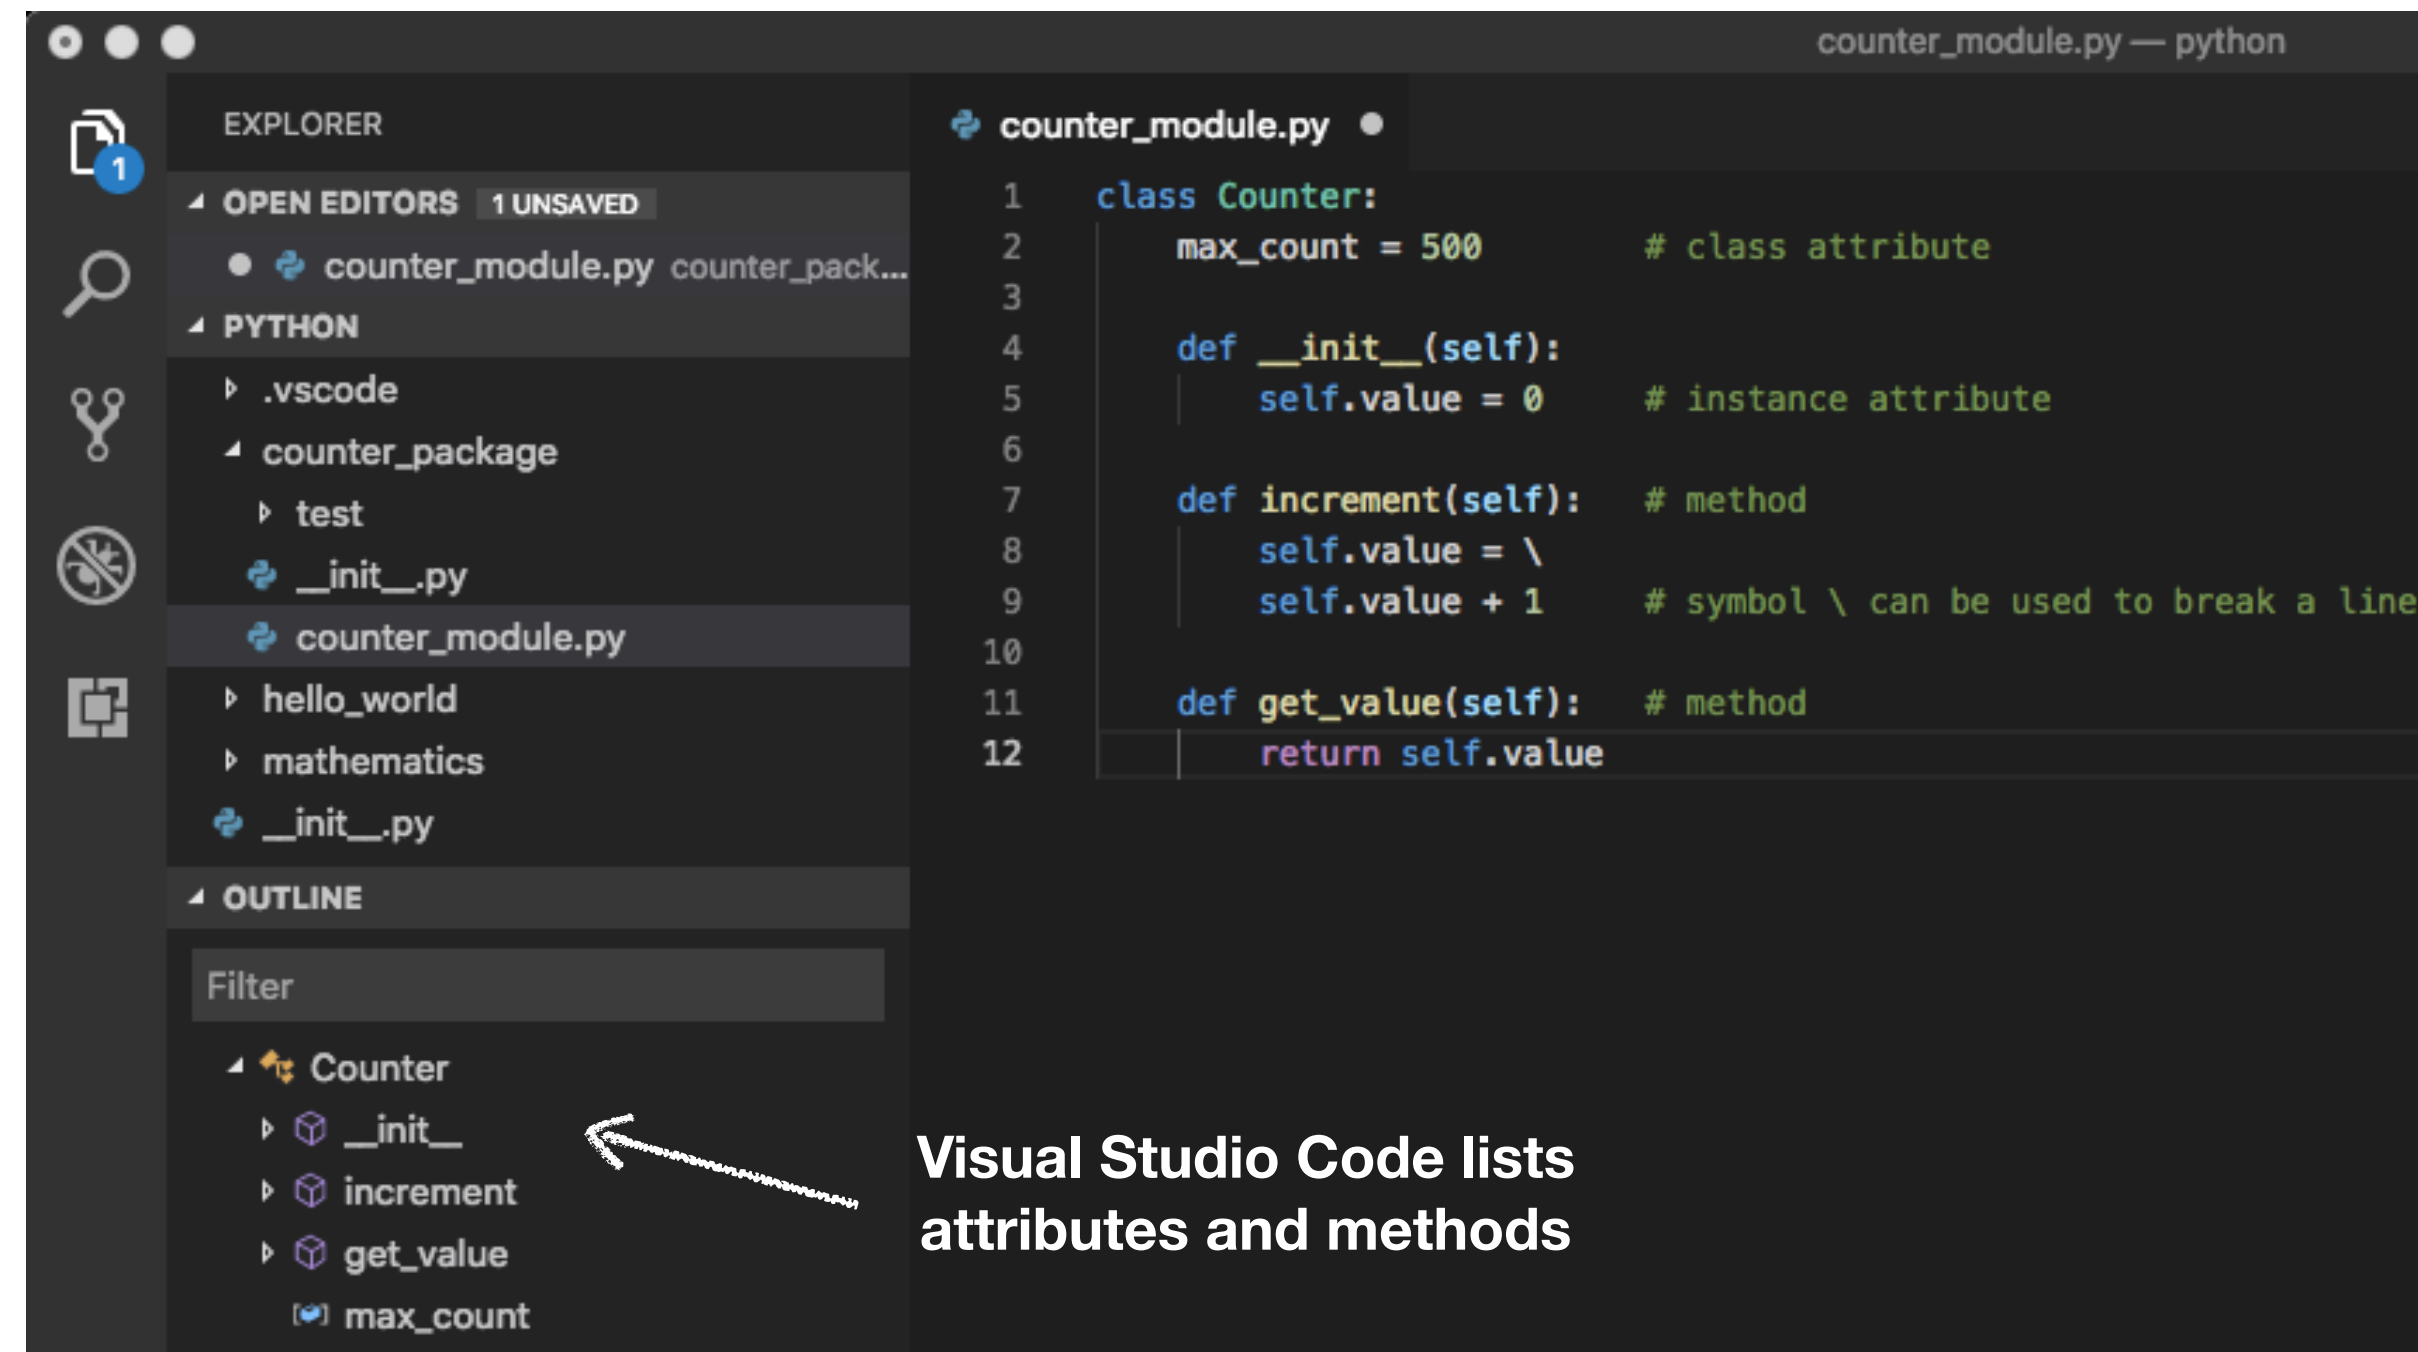 counter_module.py — python
EXPLORER
OPEN EDITORS 1 UNSAVED
counter_module.py counter_pack...
PYTHON
.vscode
counter_package
test
__init__.py
counter_module.py
hello_world
mathematics
__init__.py
OUTLINE
Filter
Counter
__init__
increment
get_value
max_count
1
counter_module.py
1 class Counter:
2     max_count = 500        # class attribute
3
4     def __init__(self):
5         self.value = 0     # instance attribute
6
7     def increment(self):   # method
8         self.value = \
9         self.value + 1     # symbol \ can be used to break a line
10
11     def get_value(self):   # method
12         return self.value
Visual Studio Code lists
attributes and methods